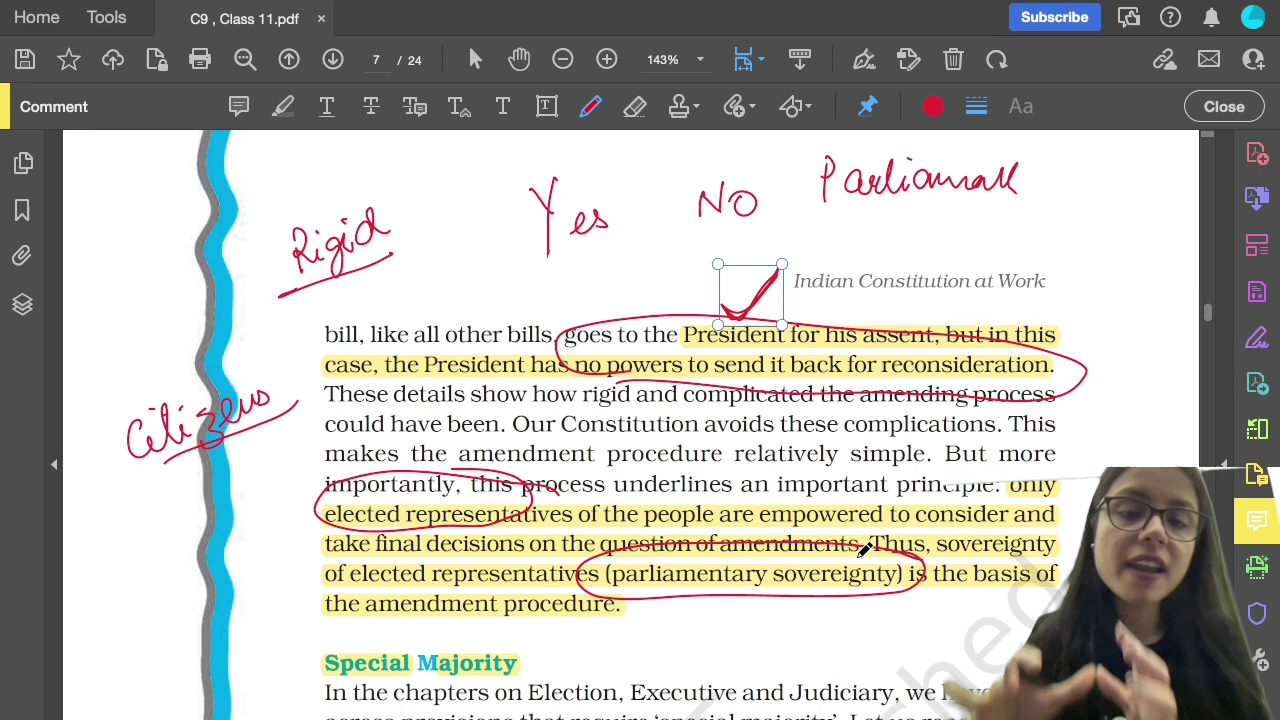 Home Tools C9 , Class 11.pdf × Subscribe
7 / 24 143%
Comment Aa Close
Rigid Yes NO
Citizens
Indian Constitution at Work
bill, like all other bills, goes to the President for his assent, but in this
case, the President has no powers to send it back for reconsideration.
These details show how rigid and complicated the amending process
could have been. Our Constitution avoids these complications. This
makes the amendment procedure relatively simple. But more
importantly, this process underlines an important principle: only
elected representatives of the people are empowered to consider and
take final decisions on the question of amendments. Thus, sovereignty
of elected representatives (parliamentary sovereignty) is the basis of
the amendment procedure.
Special Majority
In the chapters on Election, Executive and Judiciary, we